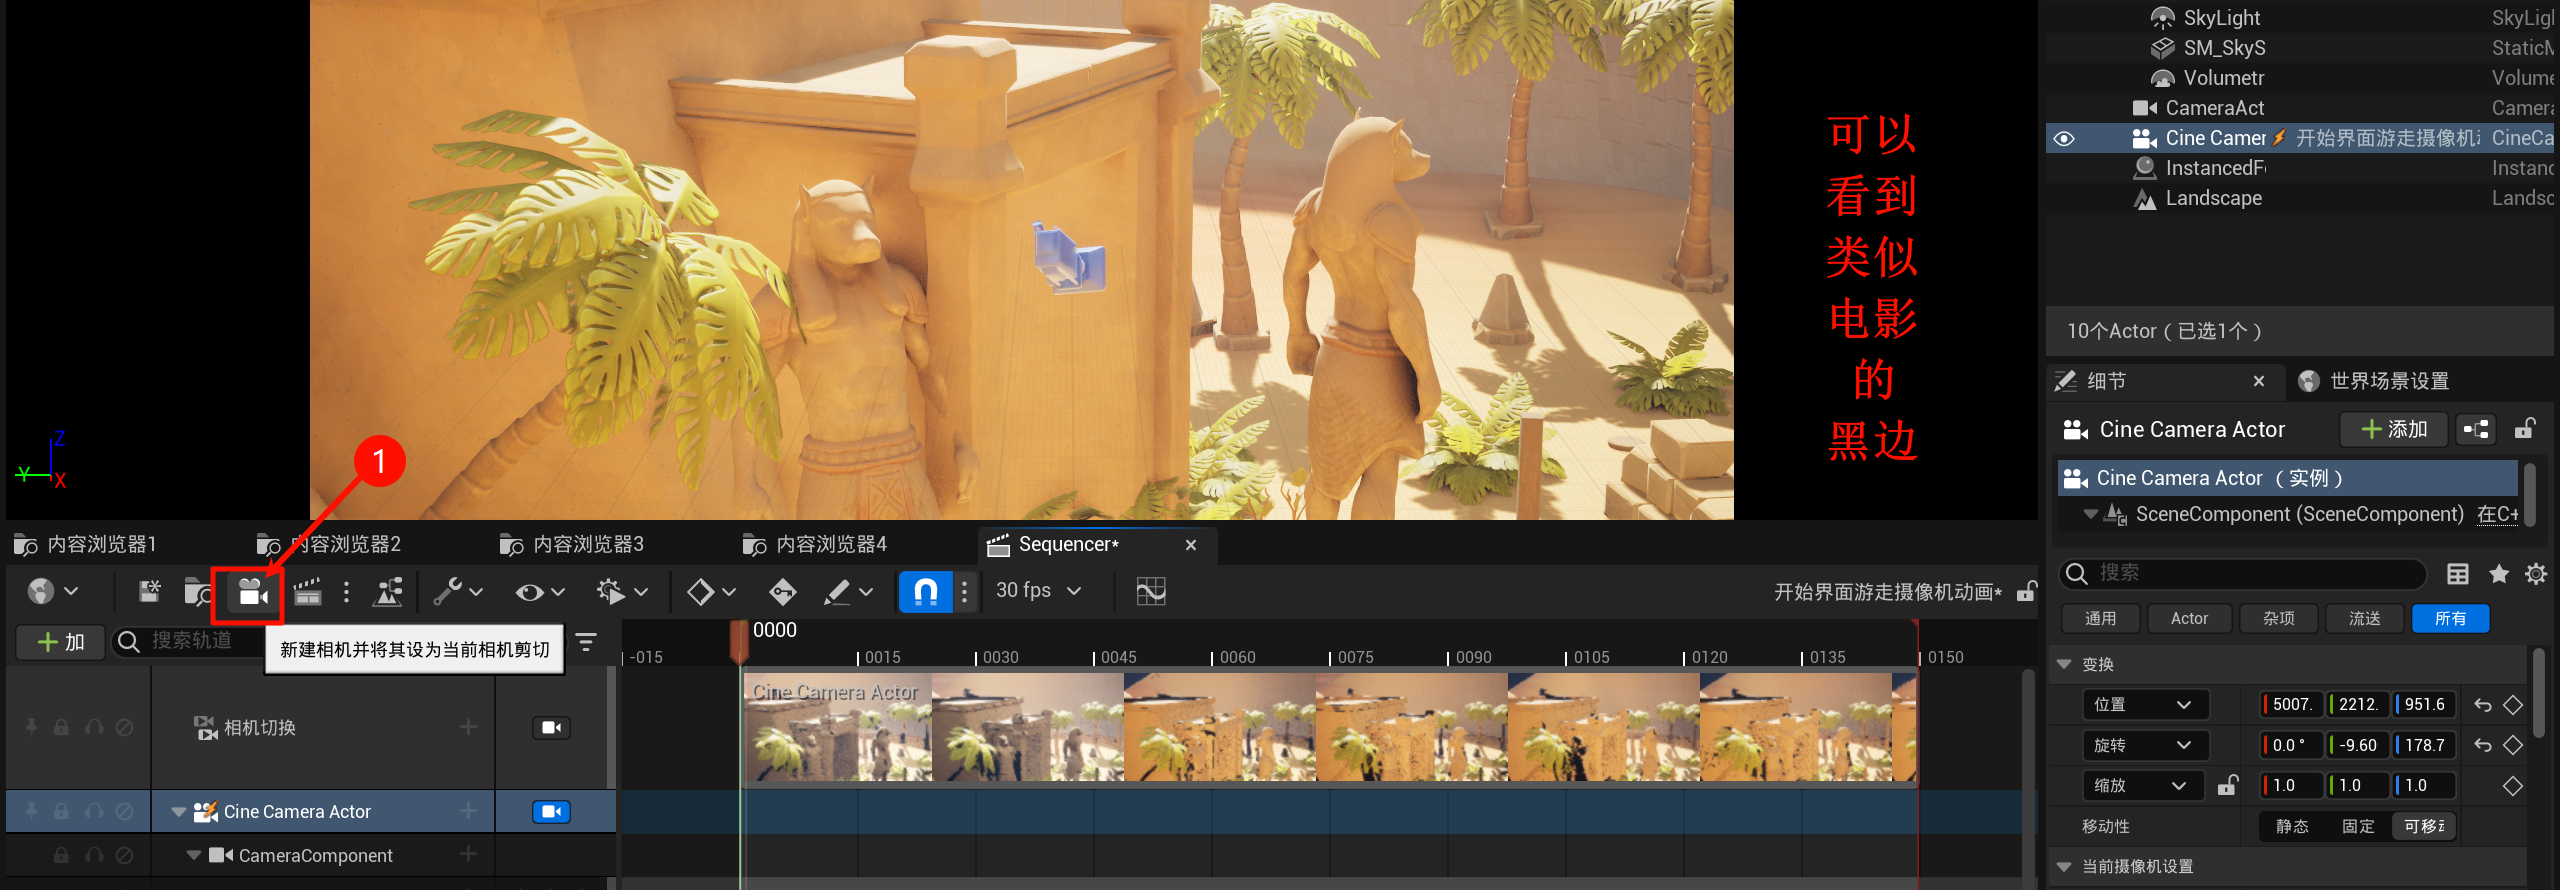 SkyLight
SkyLigl
SM_SkyS
StaticM
Volumetr
Volume
CameraAct
Camera
Cine Camer
开始界面游走摄像机
CineCa
InstancedF
Instanc
Landscape
Landsc
可以
看到
类似
电影
的
黑边
10个Actor（已选1个）
细节
世界场景设置
Cine Camera Actor
添加
Cine Camera Actor （实例）
SceneComponent (SceneComponent)
在C+
搜索
通用
Actor
杂项
流送
所有
变换
位置
5007.
2212.
951.6
旋转
0.0 °
-9.60
178.7
缩放
1.0
1.0
1.0
移动性
静态
固定
可移
当前摄像机设置
Z
Y
X
1
内容浏览器1
内容浏览器2
内容浏览器3
内容浏览器4
Sequencer*
30 fps
开始界面游走摄像机动画*
加
搜索轨道
新建相机并将其设为当前相机剪切
0000
-015
0015
0030
0045
0060
0075
0090
0105
0120
0135
0150
相机切换
Cine Camera Actor
Cine Camera Actor
CameraComponent